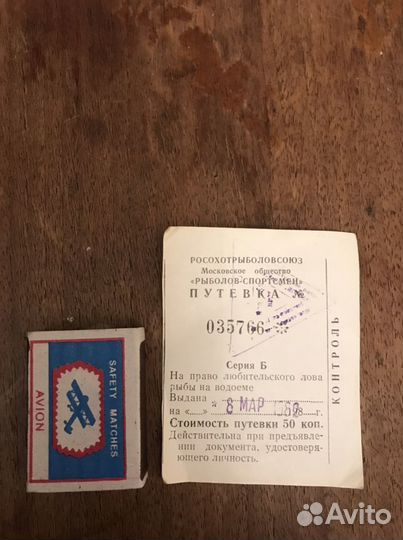 РОСОХОТРЫБОЛОВСОЮЗ
Московское общество
«РЫБОЛОВ-СПОРТСМЕН»
ПУТЕВКА №
035766
Серия Б
На право любительского лова
рыбы на водоеме
Выдана
на «...» 8 МАР г.
Стоимость путевки 50 коп.
Действительна при предъявле-
нии документа, удостоверя-
ющего личность.
КОНТРОЛЬ
SAFETY MATCHES
AVION
Avito